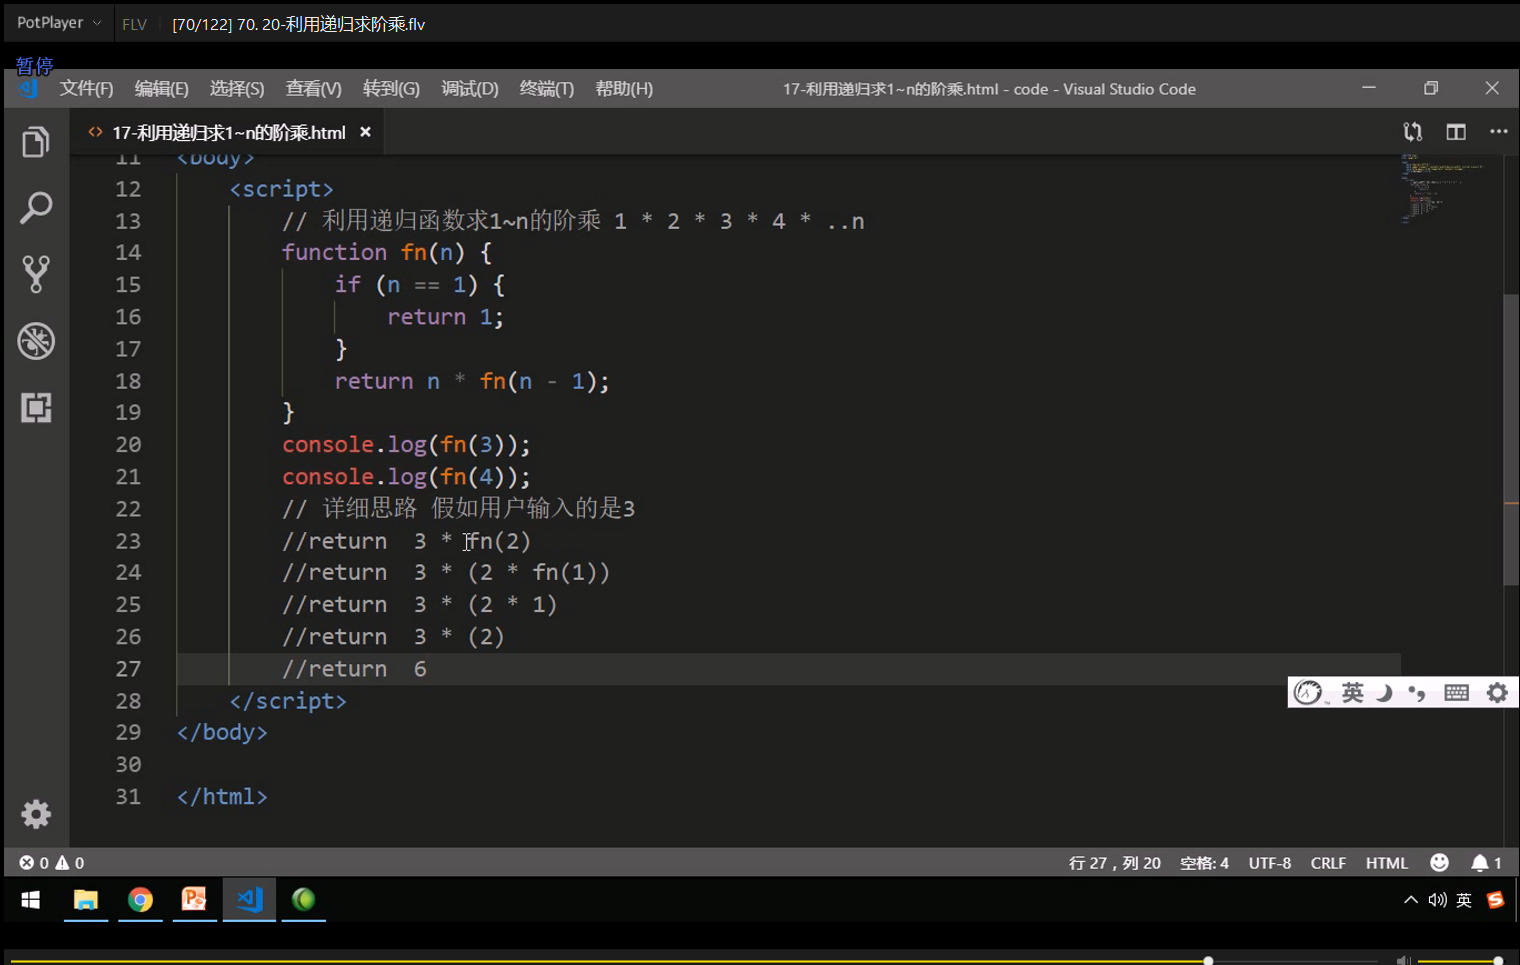 PotPlayer FLV [70/122] 70. 20-利用递归求阶乘.flv
暂停
文件(F) 编辑(E) 选择(S) 查看(V) 转到(G) 调试(D) 终端(T) 帮助(H) 17-利用递归求1~n的阶乘.html - code - Visual Studio Code
<> 17-利用递归求1~n的阶乘.html ×
11 <body>
12 <script>
13 // 利用递归函数求1~n的阶乘 1 * 2 * 3 * 4 * ..n
14 function fn(n) {
15 if (n == 1) {
16 return 1;
17 }
18 return n * fn(n - 1);
19 }
20 console.log(fn(3));
21 console.log(fn(4));
22 // 详细思路 假如用户输入的是3
23 //return  3 * fn(2)
24 //return  3 * (2 * fn(1))
25 //return  3 * (2 * 1)
26 //return  3 * (2)
27 //return  6
28 </script>
29 </body>
30
31 </html>
英
0 0 行 27，列 20 空格: 4 UTF-8 CRLF HTML 1
英